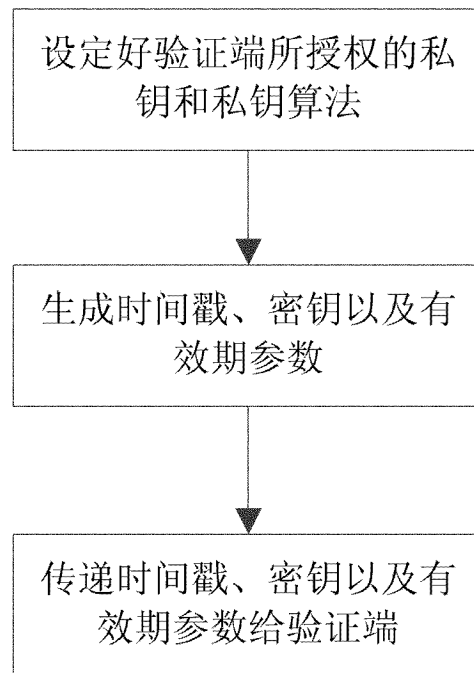 设定好验证端所授权的私
钥和私钥算法
生成时间戳、密钥以及有
效期参数
传递时间戳、密钥以及有
效期参数给验证端